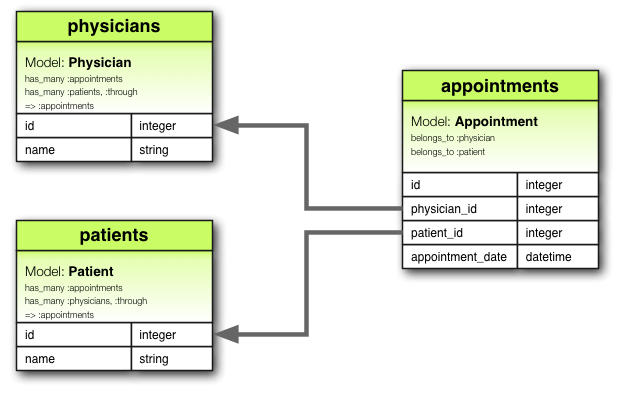 physicians
Model: Physician
has_many :appointments
has_many :patients, :through
=> :appointments
id integer
name string
patients
Model: Patient
has_many :appointments
has_many :physicians, :through
=> :appointments
id integer
name string
appointments
Model: Appointment
belongs_to :physician
belongs_to :patient
id integer
physician_id integer
patient_id integer
appointment_date datetime